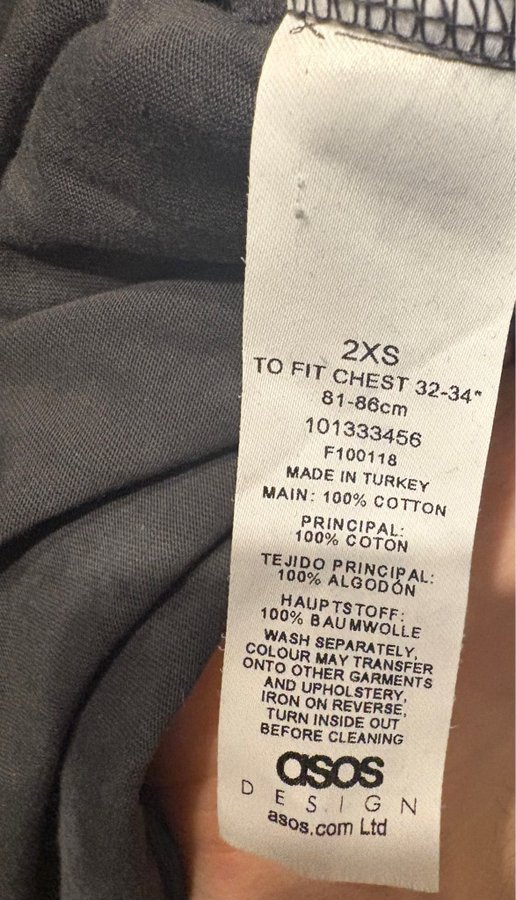 2XS
TO FIT CHEST 32-34"
81-86cm
101333456
F100118
MADE IN TURKEY
MAIN: 100% COTTON
PRINCIPAL:
100% COTON
TEJIDO PRINCIPAL:
100% ALGODÓN
HAUPTSTOFF:
100% BAUMWOLLE
WASH SEPARATELY,
COLOUR MAY TRANSFER
ONTO OTHER GARMENTS
AND UPHOLSTERY,
IRON ON REVERSE,
TURN INSIDE OUT
BEFORE CLEANING
asos
DESIGN
asos.com Ltd